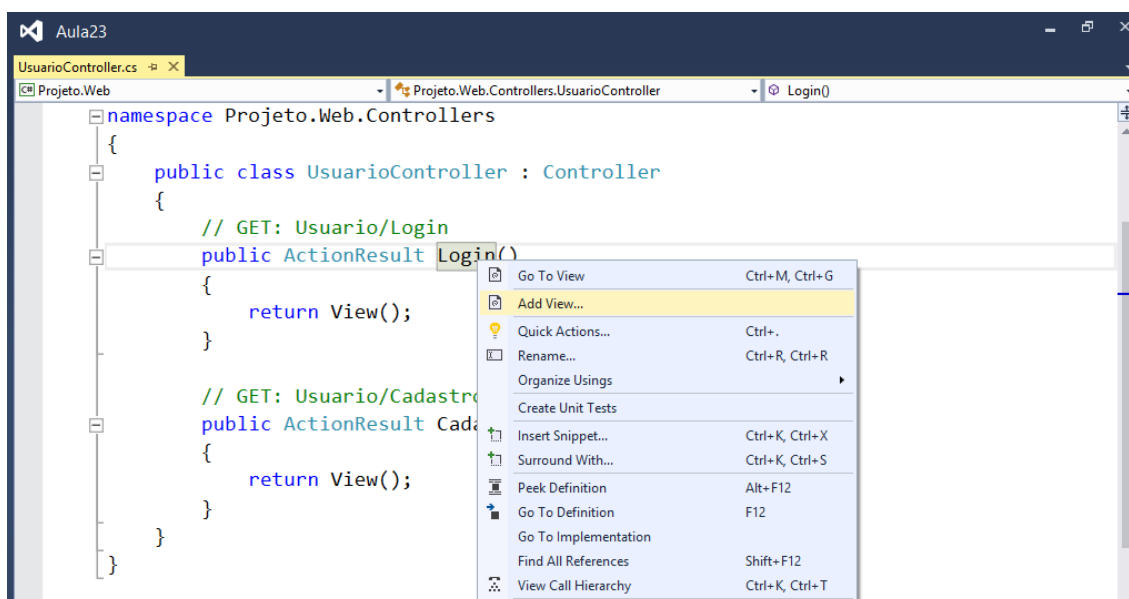 Aula23
UsuarioController.cs
C# Projeto.Web Projeto.Web.Controllers.UsuarioController Login()
namespace Projeto.Web.Controllers
{
public class UsuarioController : Controller
{
// GET: Usuario/Login
public ActionResult Login()
{
return View();
}
// GET: Usuario/Cadastro
public ActionResult Cada
{
return View();
}
}
}
Go To View Ctrl+M, Ctrl+G
Add View...
Quick Actions... Ctrl+.
Rename... Ctrl+R, Ctrl+R
Organize Usings
Create Unit Tests
Insert Snippet... Ctrl+K, Ctrl+X
Surround With... Ctrl+K, Ctrl+S
Peek Definition Alt+F12
Go To Definition F12
Go To Implementation
Find All References Shift+F12
View Call Hierarchy Ctrl+K, Ctrl+T